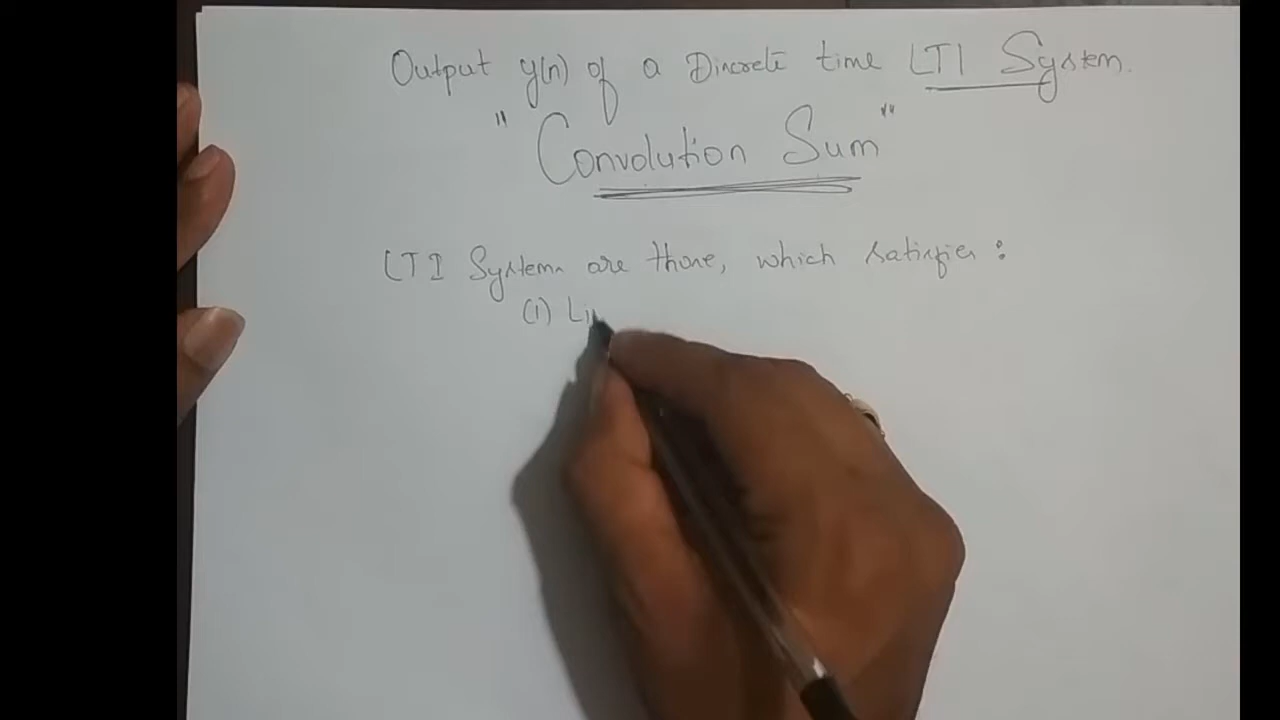 Output y(n) of a Discrete time LTI System.
"Convolution Sum"
LTI Systems are those, which satisfies :
(1) Li